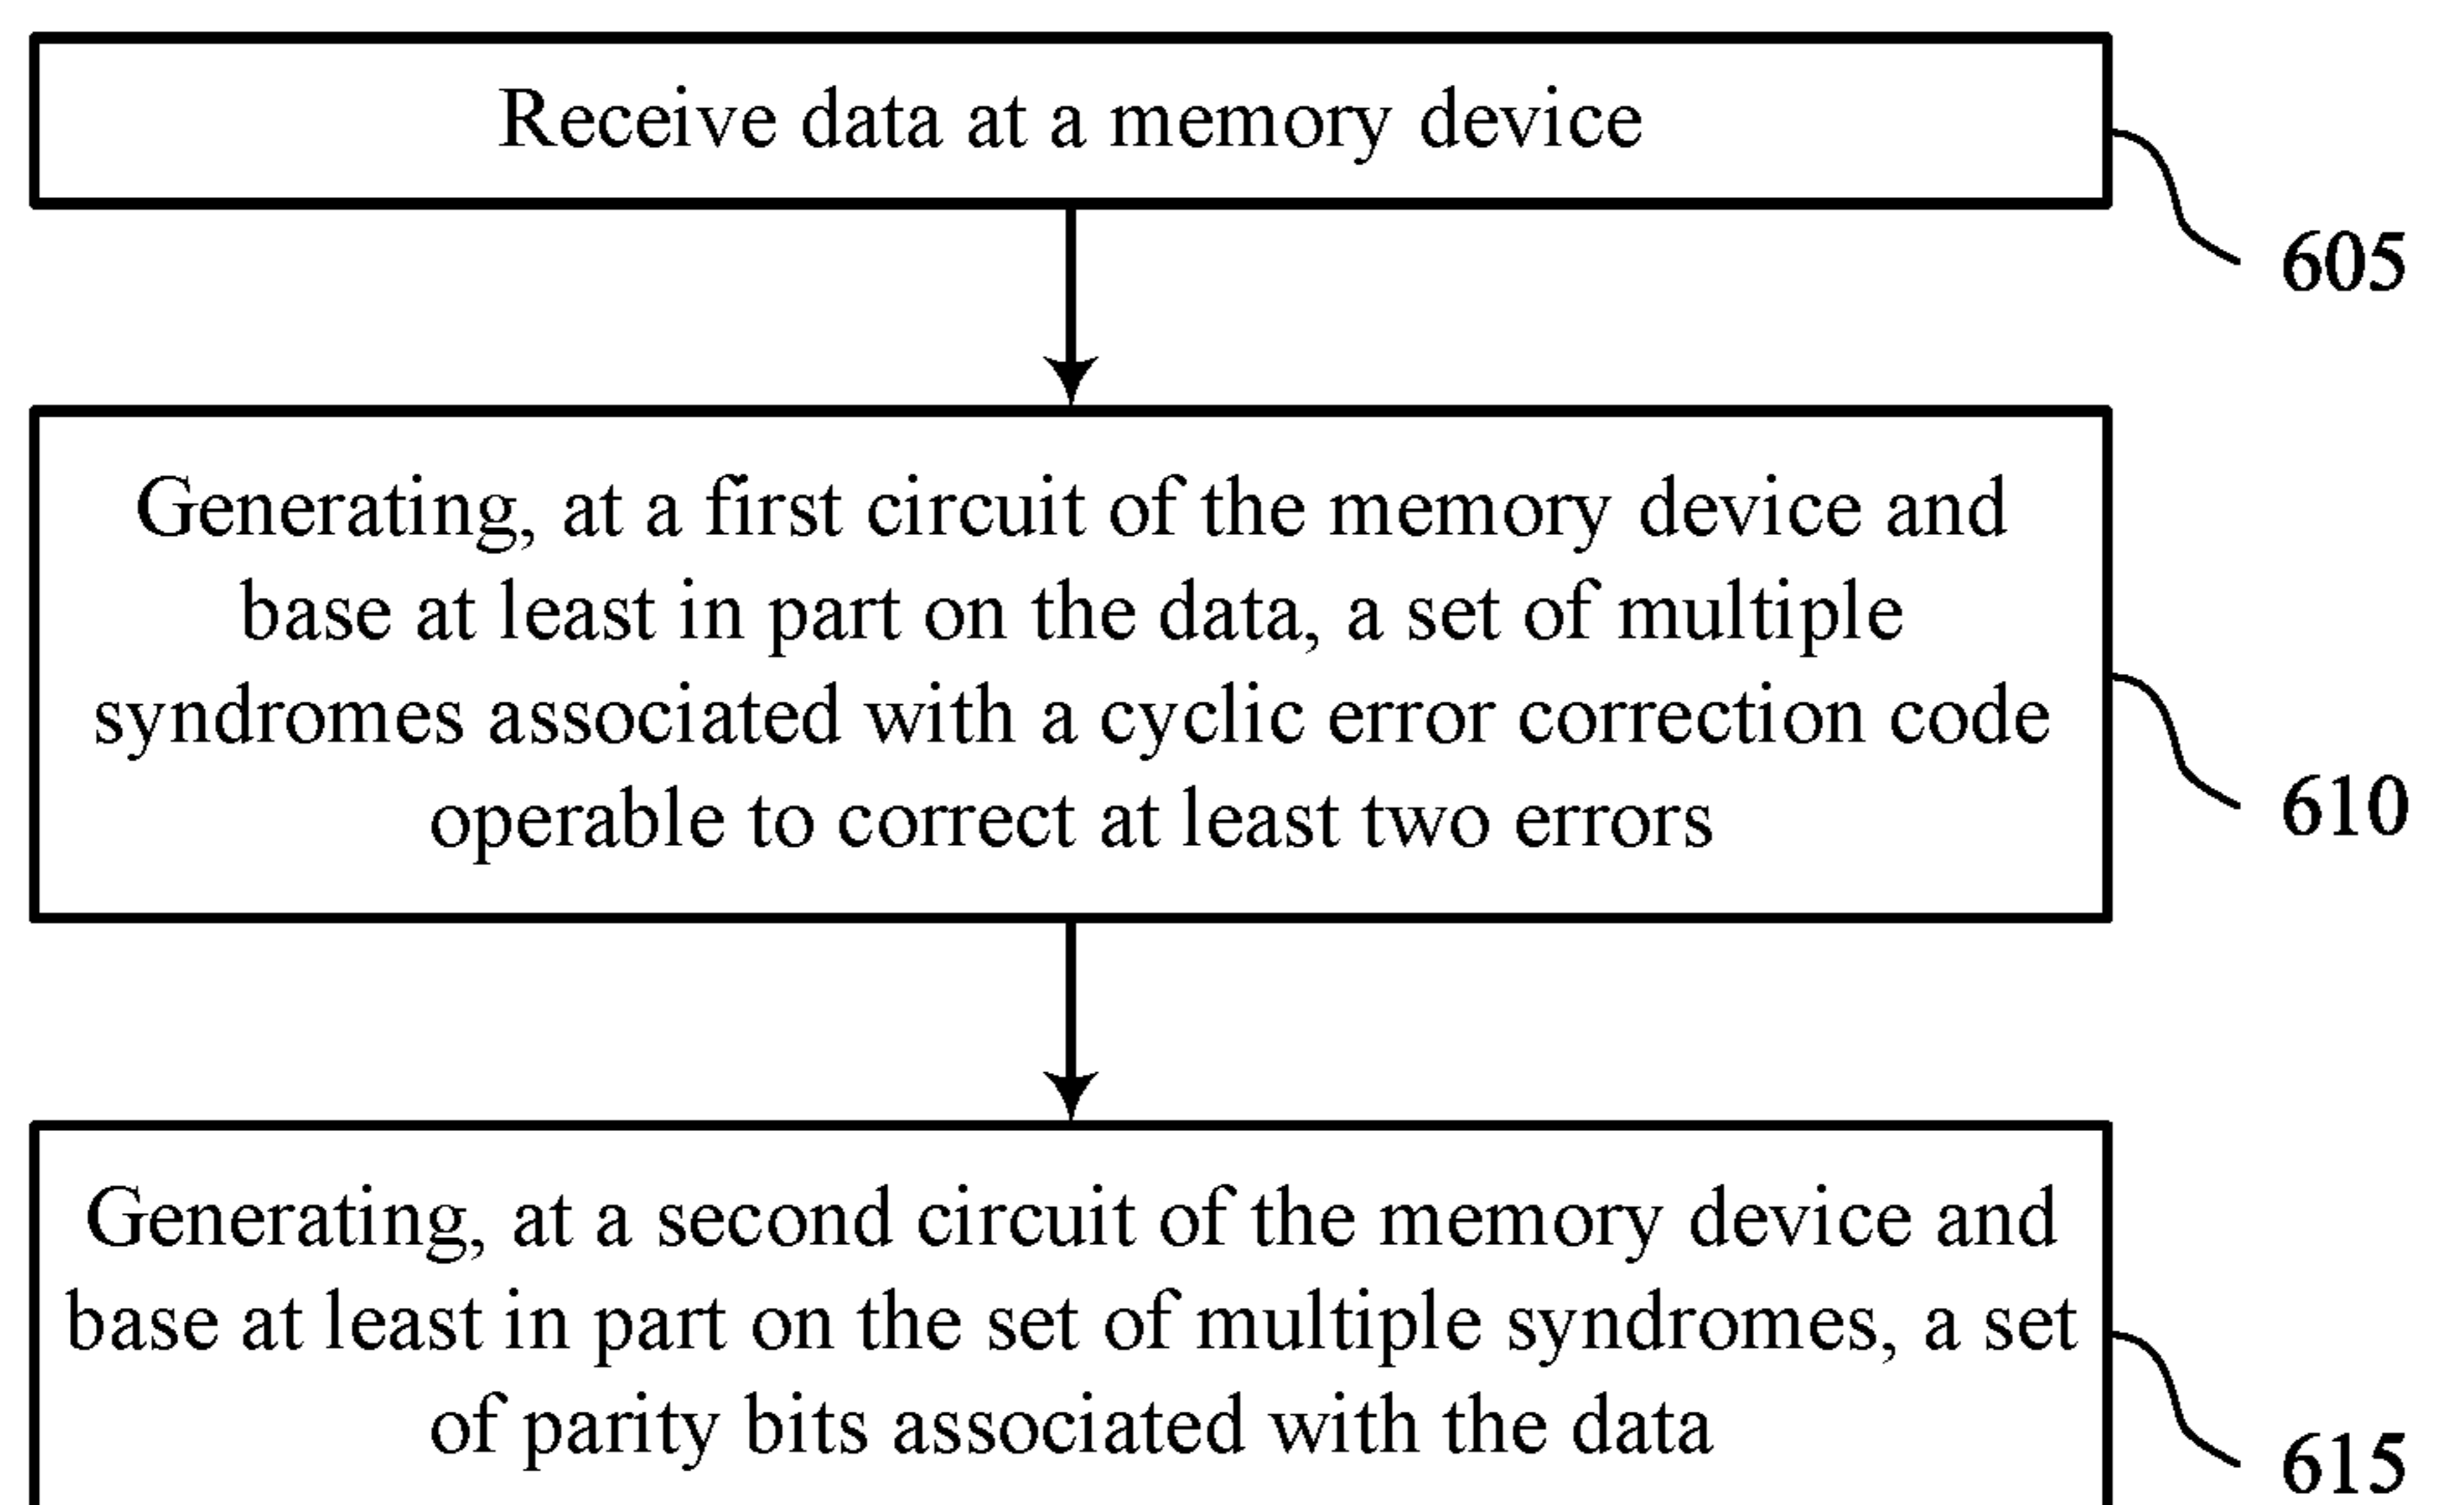 Receive data at a memory device
605
Generating, at a first circuit of the memory device and
base at least in part on the data, a set of multiple
syndromes associated with a cyclic error correction code
operable to correct at least two errors
610
Generating, at a second circuit of the memory device and
base at least in part on the set of multiple syndromes, a set
of parity bits associated with the data
615